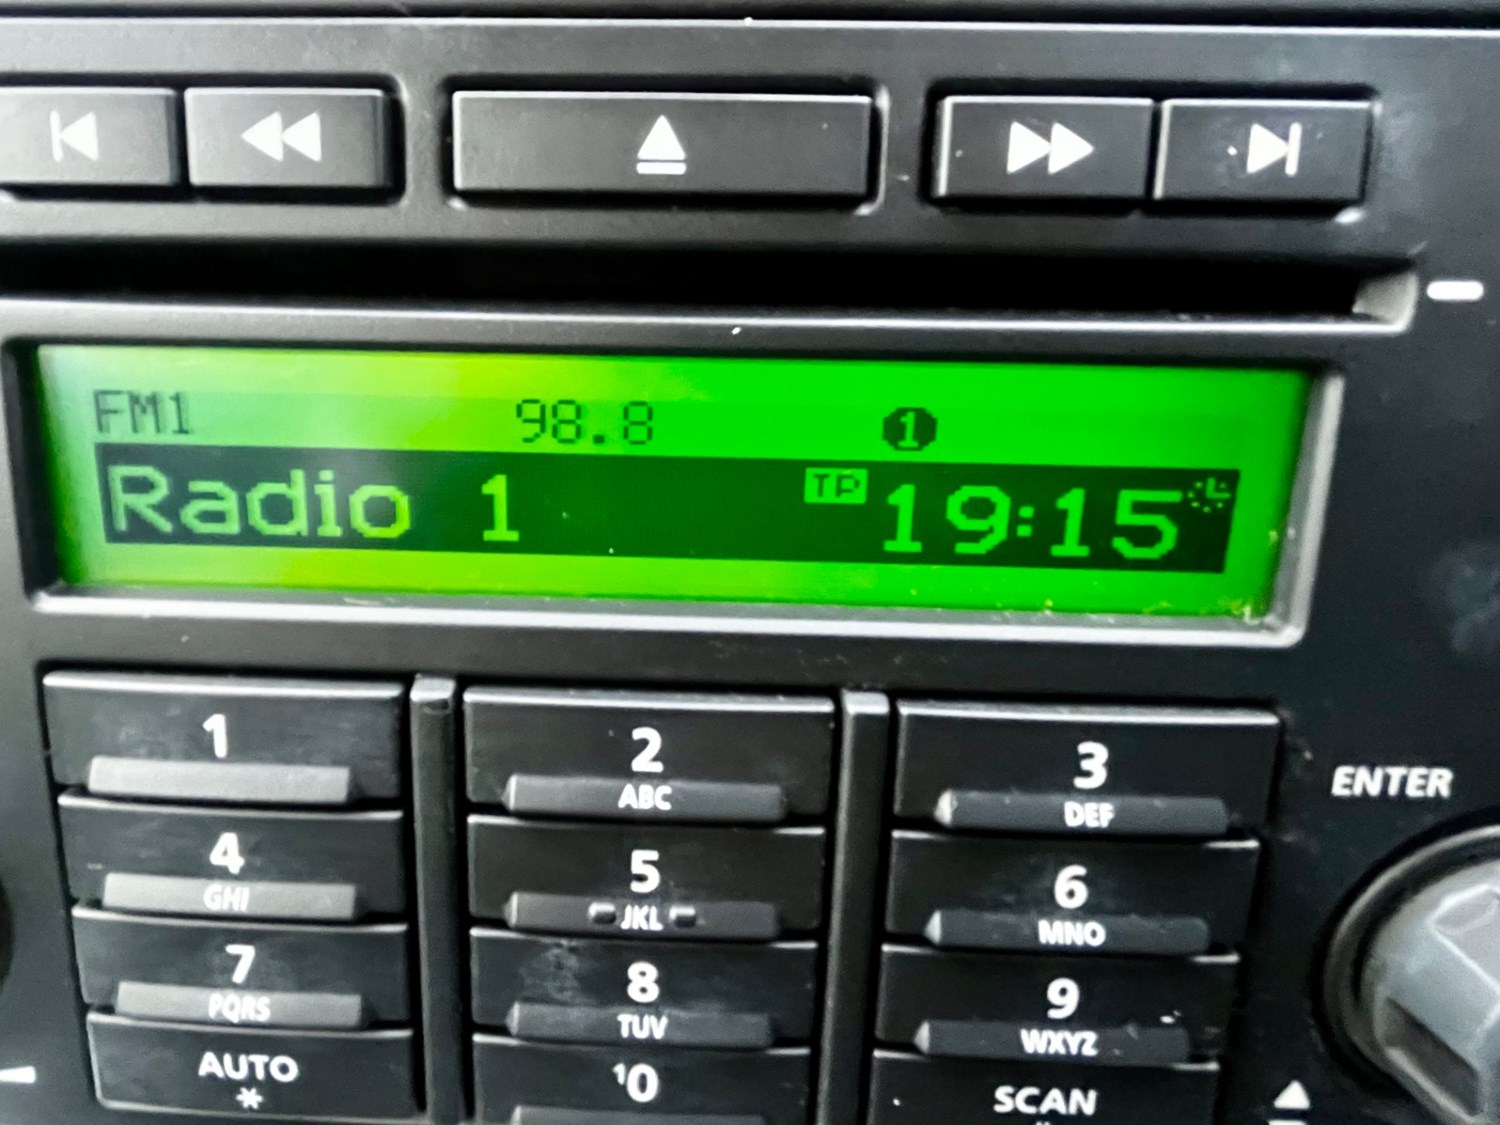 FM1 98.8 1
Radio 1 TP 19:15
1 2 3
ABC DEF
ENTER
4 5 6
GHI JKL MNO
7 8 9
PQRS TUV WXYZ
AUTO 10 SCAN
*